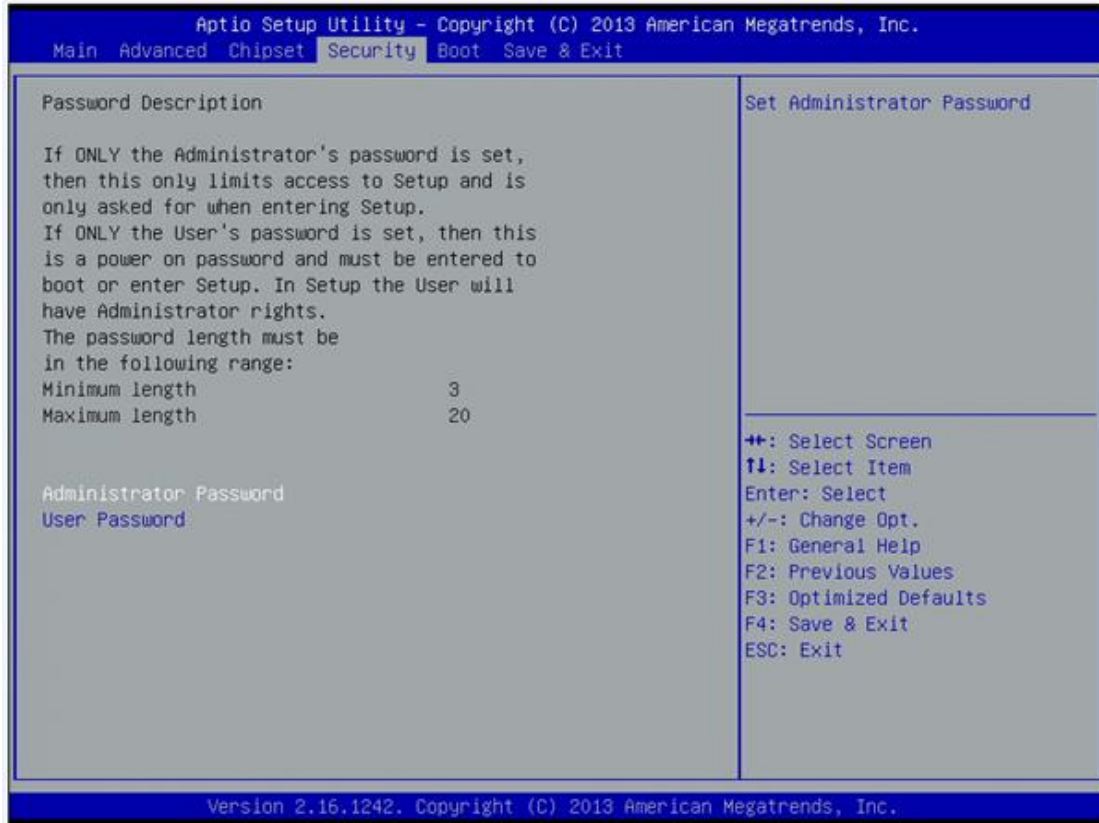 Aptio Setup Utility – Copyright (C) 2013 American Megatrends, Inc.
Main Advanced Chipset Security Boot Save & Exit
Password Description
If ONLY the Administrator's password is set,
then this only limits access to Setup and is
only asked for when entering Setup.
If ONLY the User's password is set, then this
is a power on password and must be entered to
boot or enter Setup. In Setup the User will
have Administrator rights.
The password length must be
in the following range:
Minimum length 3
Maximum length 20
Administrator Password
User Password
Set Administrator Password
→←: Select Screen
↑↓: Select Item
Enter: Select
+/-: Change Opt.
F1: General Help
F2: Previous Values
F3: Optimized Defaults
F4: Save & Exit
ESC: Exit
Version 2.16.1242. Copyright (C) 2013 American Megatrends, Inc.